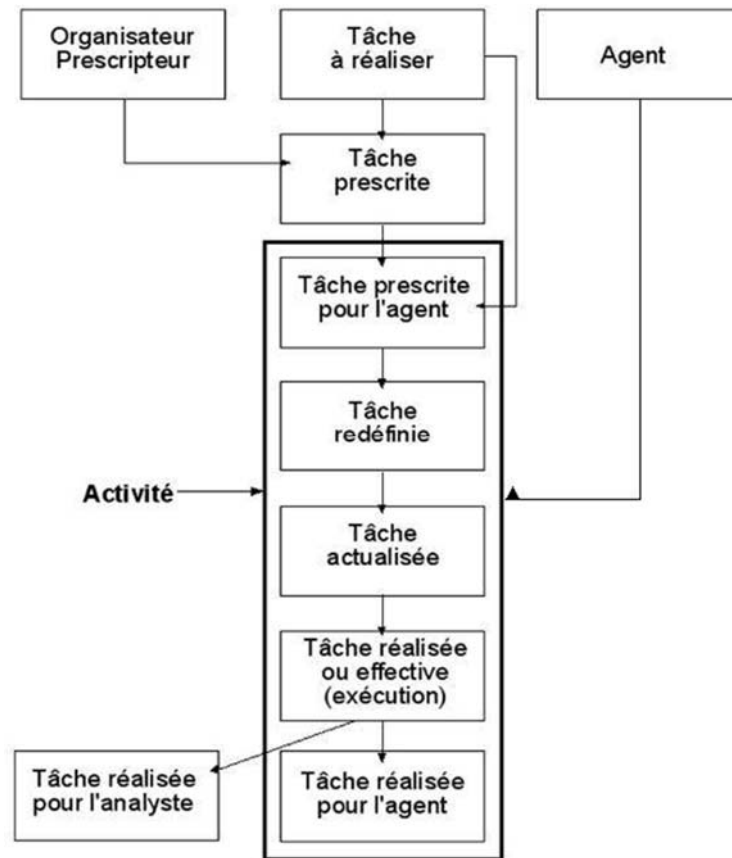 Organisateur
Prescripteur
Tâche
à réaliser
Agent
Tâche
prescrite
Tâche prescrite
pour l'agent
Tâche
redéfinie
Activité
Tâche
actualisée
Tâche réalisée
ou effective
(exécution)
Tâche réalisée
pour l'analyste
Tâche réalisée
pour l'agent